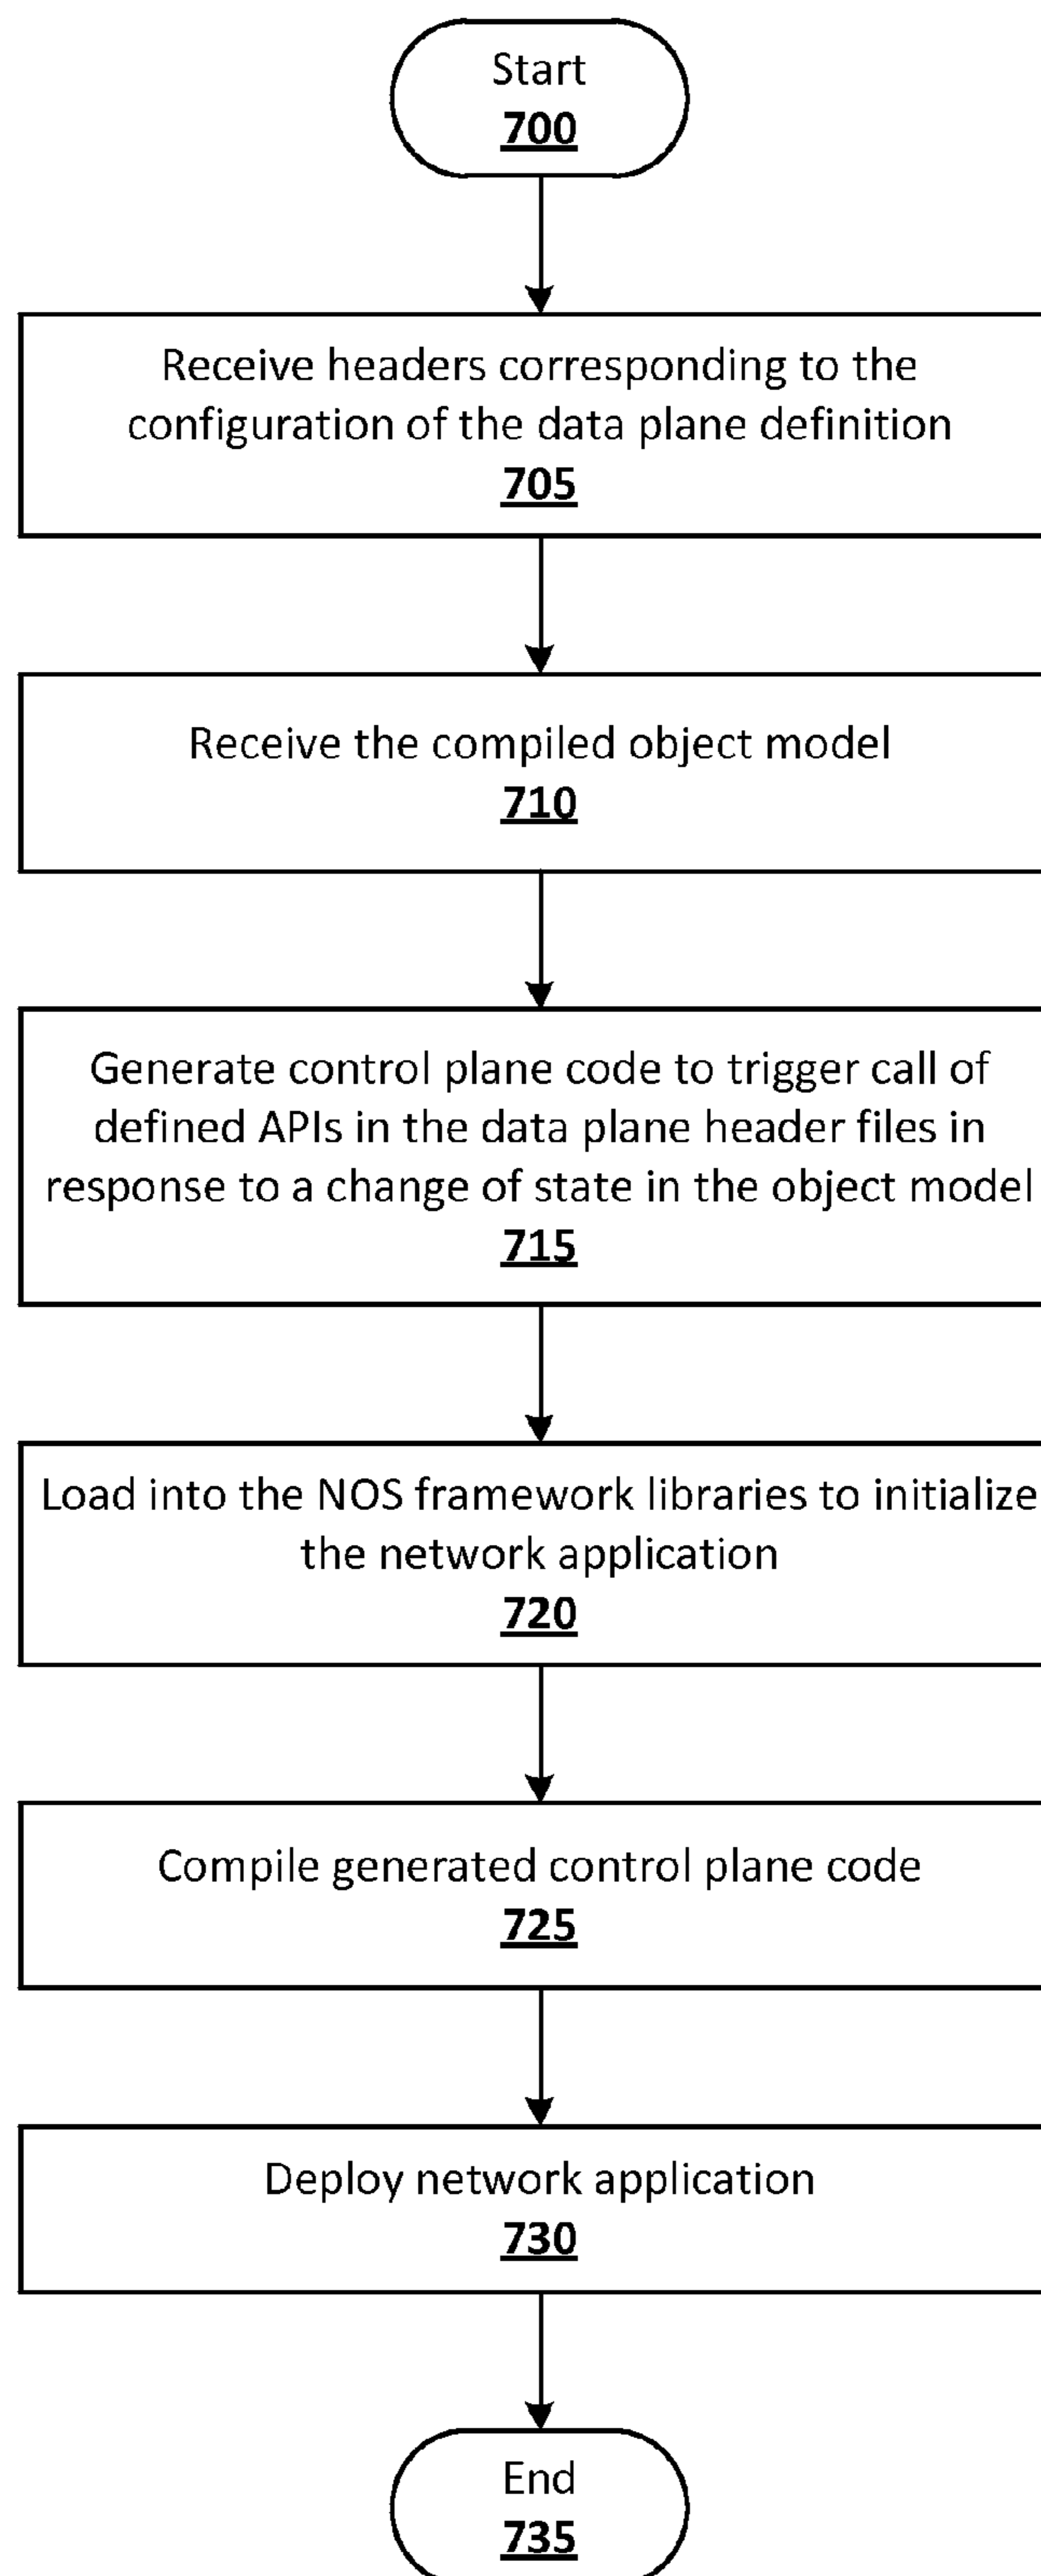 Start
700
Receive headers corresponding to the
configuration of the data plane definition
705
Receive the compiled object model
710
Generate control plane code to trigger call of
defined APIs in the data plane header files in
response to a change of state in the object model
715
Load into the NOS framework libraries to initialize
the network application
720
Compile generated control plane code
725
Deploy network application
730
End
735